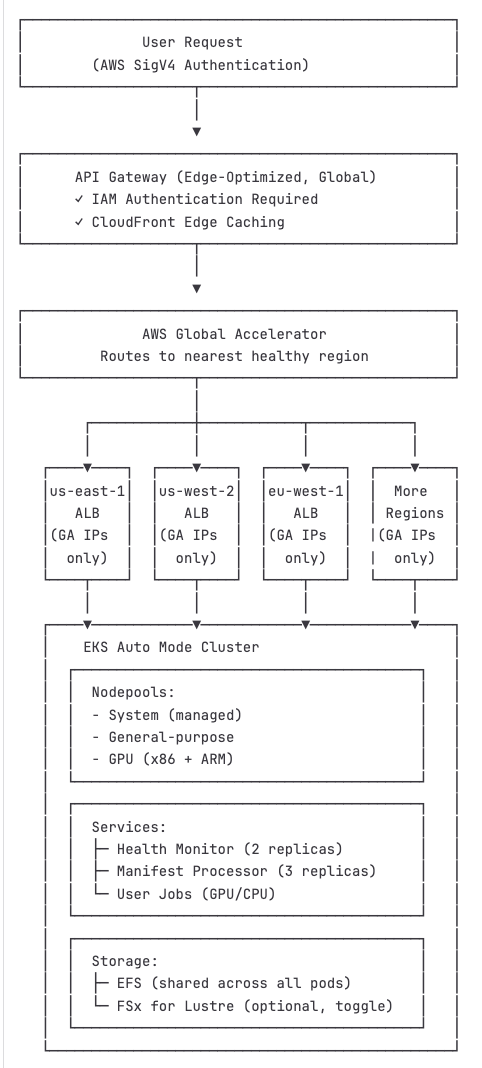 User Request
(AWS SigV4 Authentication)
API Gateway (Edge-Optimized, Global)
✓ IAM Authentication Required
✓ CloudFront Edge Caching
AWS Global Accelerator
Routes to nearest healthy region
us-east-1
ALB
(GA IPs
only)
us-west-2
ALB
(GA IPs
only)
eu-west-1
ALB
(GA IPs
only)
More
Regions
(GA IPs
only)
EKS Auto Mode Cluster
Nodepools:
- System (managed)
- General-purpose
- GPU (x86 + ARM)
Services:
├─ Health Monitor (2 replicas)
├─ Manifest Processor (3 replicas)
└─ User Jobs (GPU/CPU)
Storage:
├─ EFS (shared across all pods)
└─ FSx for Lustre (optional, toggle)